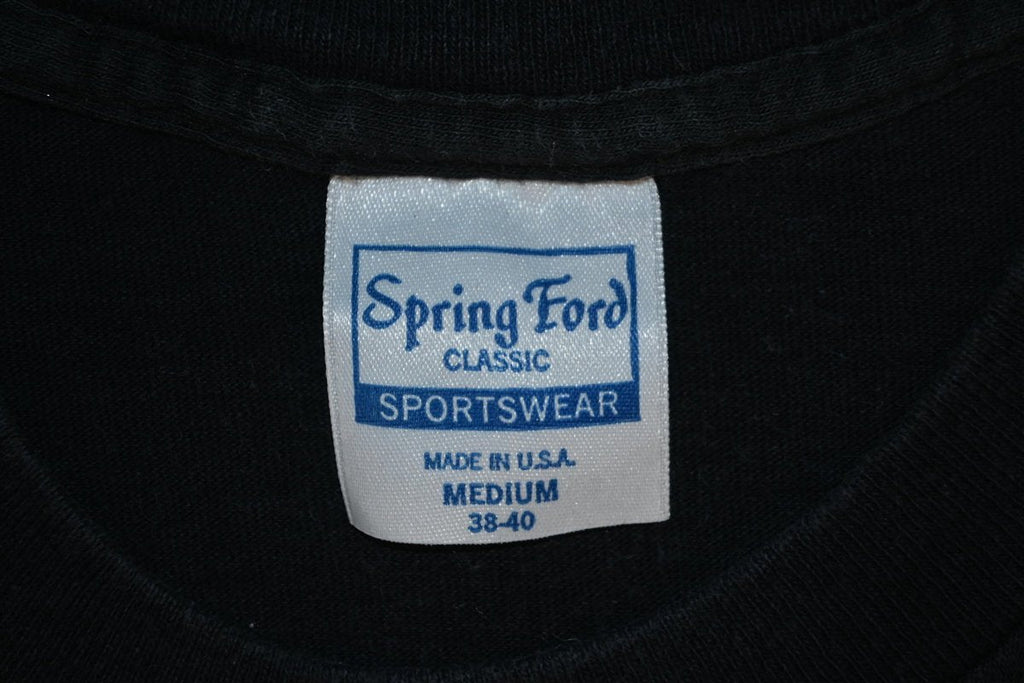 Spring Ford
CLASSIC
SPORTSWEAR
MADE IN U.S.A.
MEDIUM
38-40